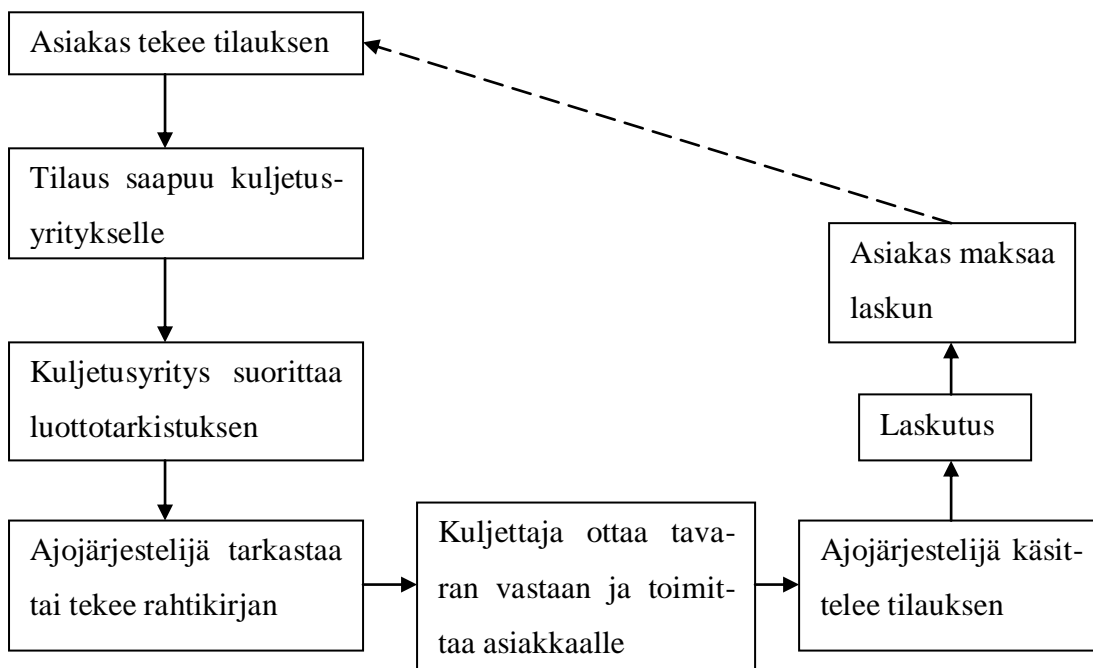 Asiakas tekee tilauksen
Tilaus saapuu kuljetus-
yritykselle
Kuljetusyritys suorittaa
luottotarkistuksen
Ajojärjestelijä tarkastaa
tai tekee rahtikirjan
Kuljettaja ottaa tava-
ran vastaan ja toimit-
taa asiakkaalle
Ajojärjestelijä käsit-
telee tilauksen
Laskutus
Asiakas maksaa
laskun